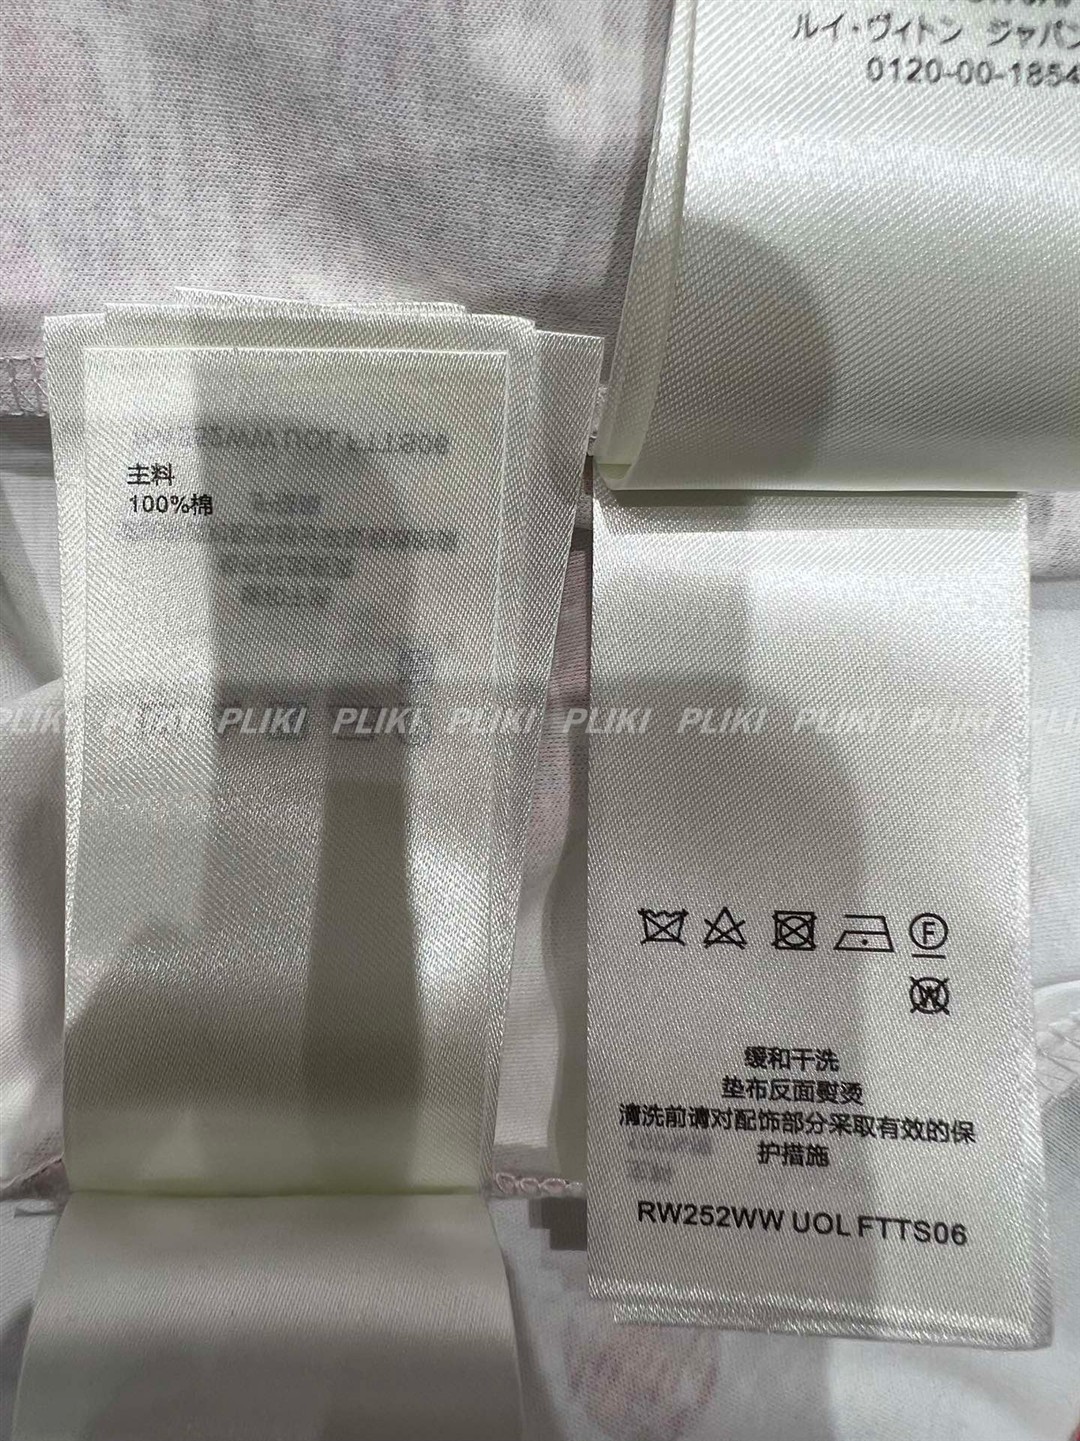 ルイ・ヴィトン ジャパン
0120-00-1854
主料
100%棉
PLIKI PLIKI PLIKI PLIKI PLIKI PLIKI PLIKI PLIKI
F
W
缓和干洗
垫布反面熨烫
清洗前请对配饰部分采取有效的保
护措施
RW252WW UOL FTTS06